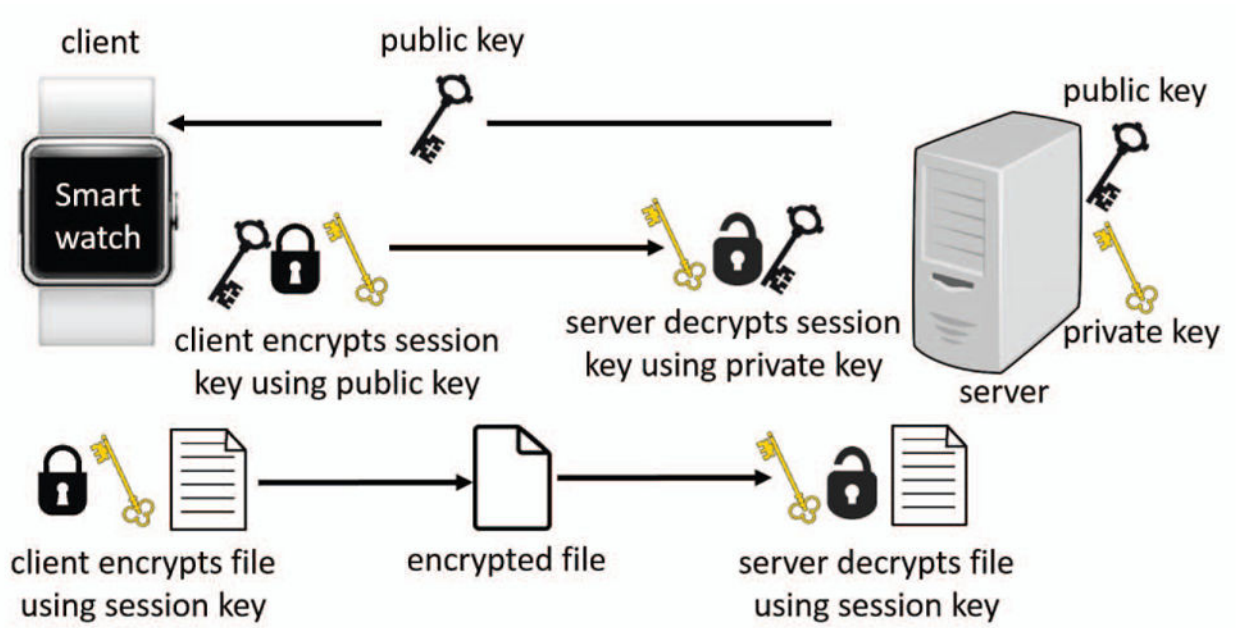 client
public key
public key
Smart
watch
client encrypts session
key using public key
server decrypts session
key using private key
private key
server
client encrypts file
using session key
encrypted file
server decrypts file
using session key